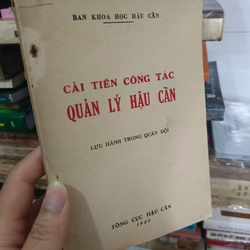 BAN KHOA HỌC HẬU CẦN
CẢI TIẾN CÔNG TÁC
QUẢN LÝ HẬU CẦN
LƯU HÀNH TRONG QUÂN ĐỘI
TỔNG CỤC HẬU CẦN